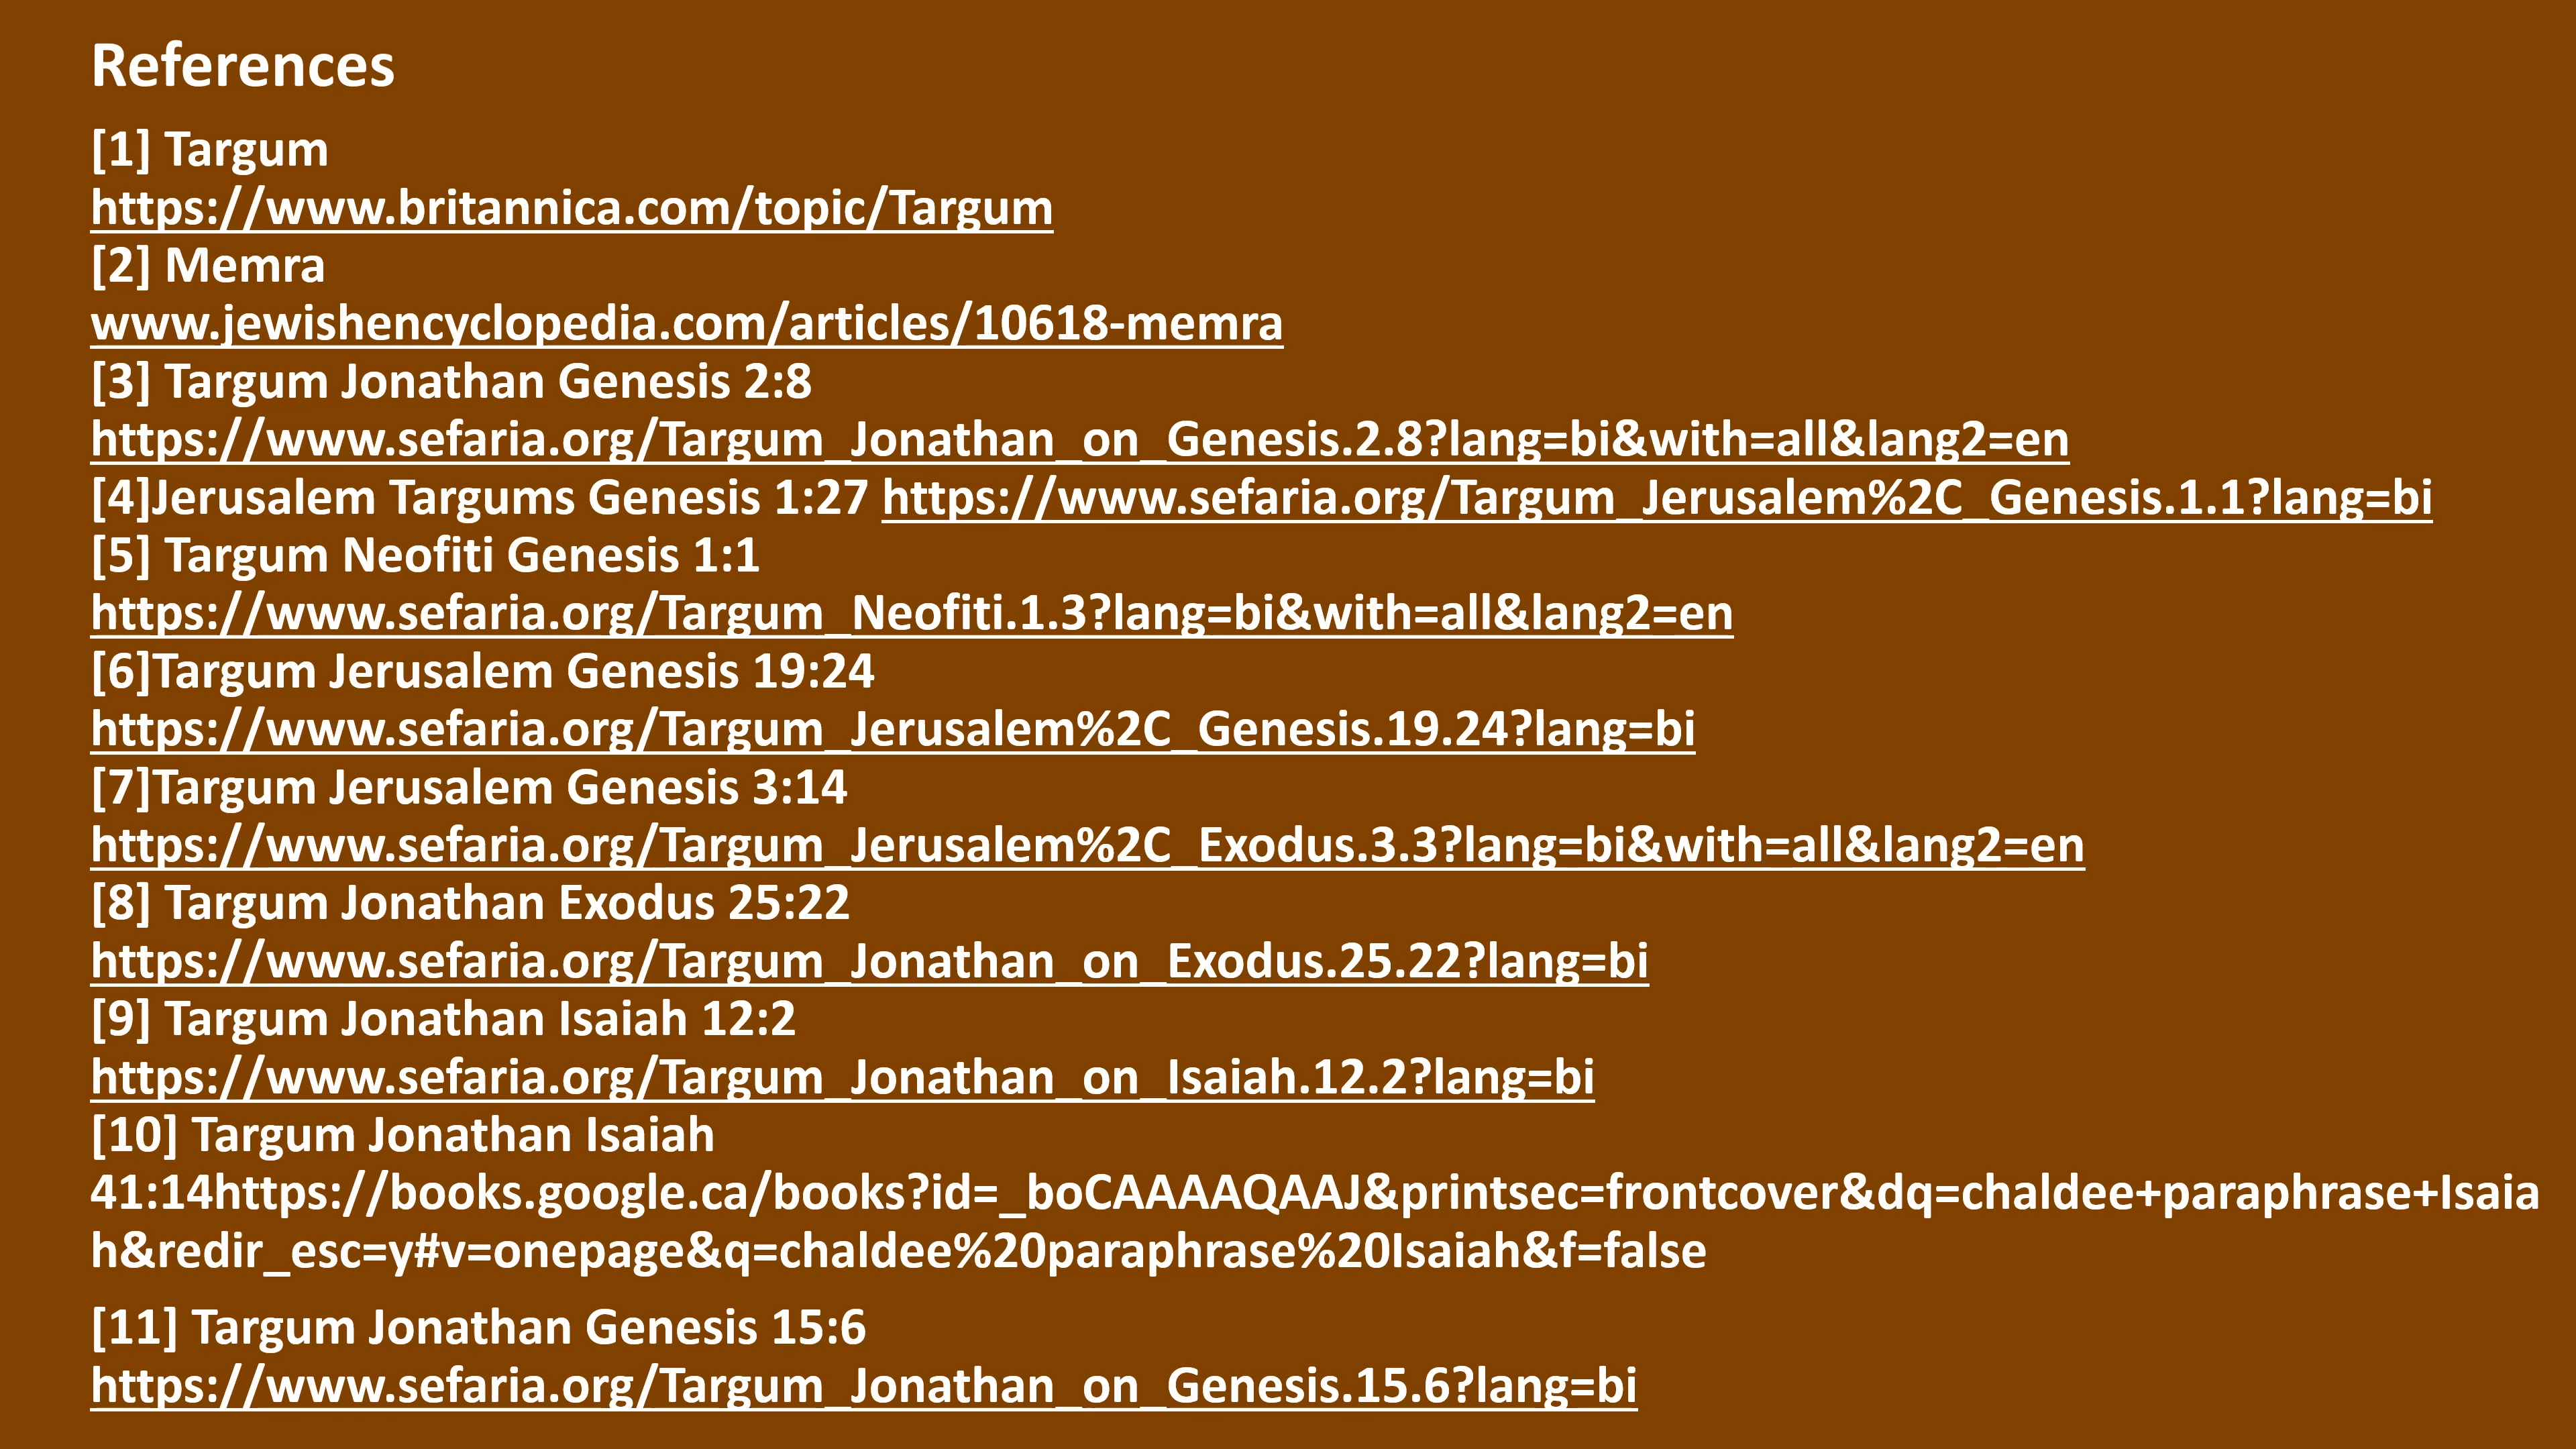 References
[1] Targum
https://www.britannica.com/topic/Targum
[2] Memra
www.jewishencyclopedia.com/articles/10618-memra
[3] Targum Jonathan Genesis 2:8
https://www.sefaria.org/Targum_Jonathan_on_Genesis.2.8?lang=bi&with=all&lang2=en
[4]Jerusalem Targums Genesis 1:27 https://www.sefaria.org/Targum_Jerusalem%2C_Genesis.1.1?lang=bi
[5] Targum Neofiti Genesis 1:1
https://www.sefaria.org/Targum_Neofiti.1.3?lang=bi&with=all&lang2=en
[6]Targum Jerusalem Genesis 19:24
https://www.sefaria.org/Targum_Jerusalem%2C_Genesis.19.24?lang=bi
[7]Targum Jerusalem Genesis 3:14
https://www.sefaria.org/Targum_Jerusalem%2C_Exodus.3.3?lang=bi&with=all&lang2=en
[8] Targum Jonathan Exodus 25:22
https://www.sefaria.org/Targum_Jonathan_on_Exodus.25.22?lang=bi
[9] Targum Jonathan Isaiah 12:2
https://www.sefaria.org/Targum_Jonathan_on_Isaiah.12.2?lang=bi
[10] Targum Jonathan Isaiah
41:14https://books.google.ca/books?id=_boCAAAAQAAJ&printsec=frontcover&dq=chaldee+paraphrase+Isaia
h&redir_esc=y#v=onepage&q=chaldee%20paraphrase%20Isaiah&f=false
[11] Targum Jonathan Genesis 15:6
https://www.sefaria.org/Targum_Jonathan_on_Genesis.15.6?lang=bi